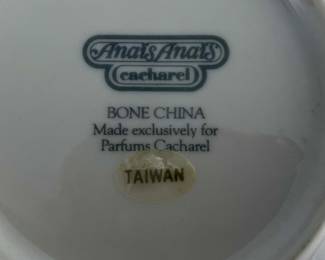 Anaïs Anaïs
cacharel
BONE CHINA
Made exclusively for
Parfums Cacharel
TAIWAN